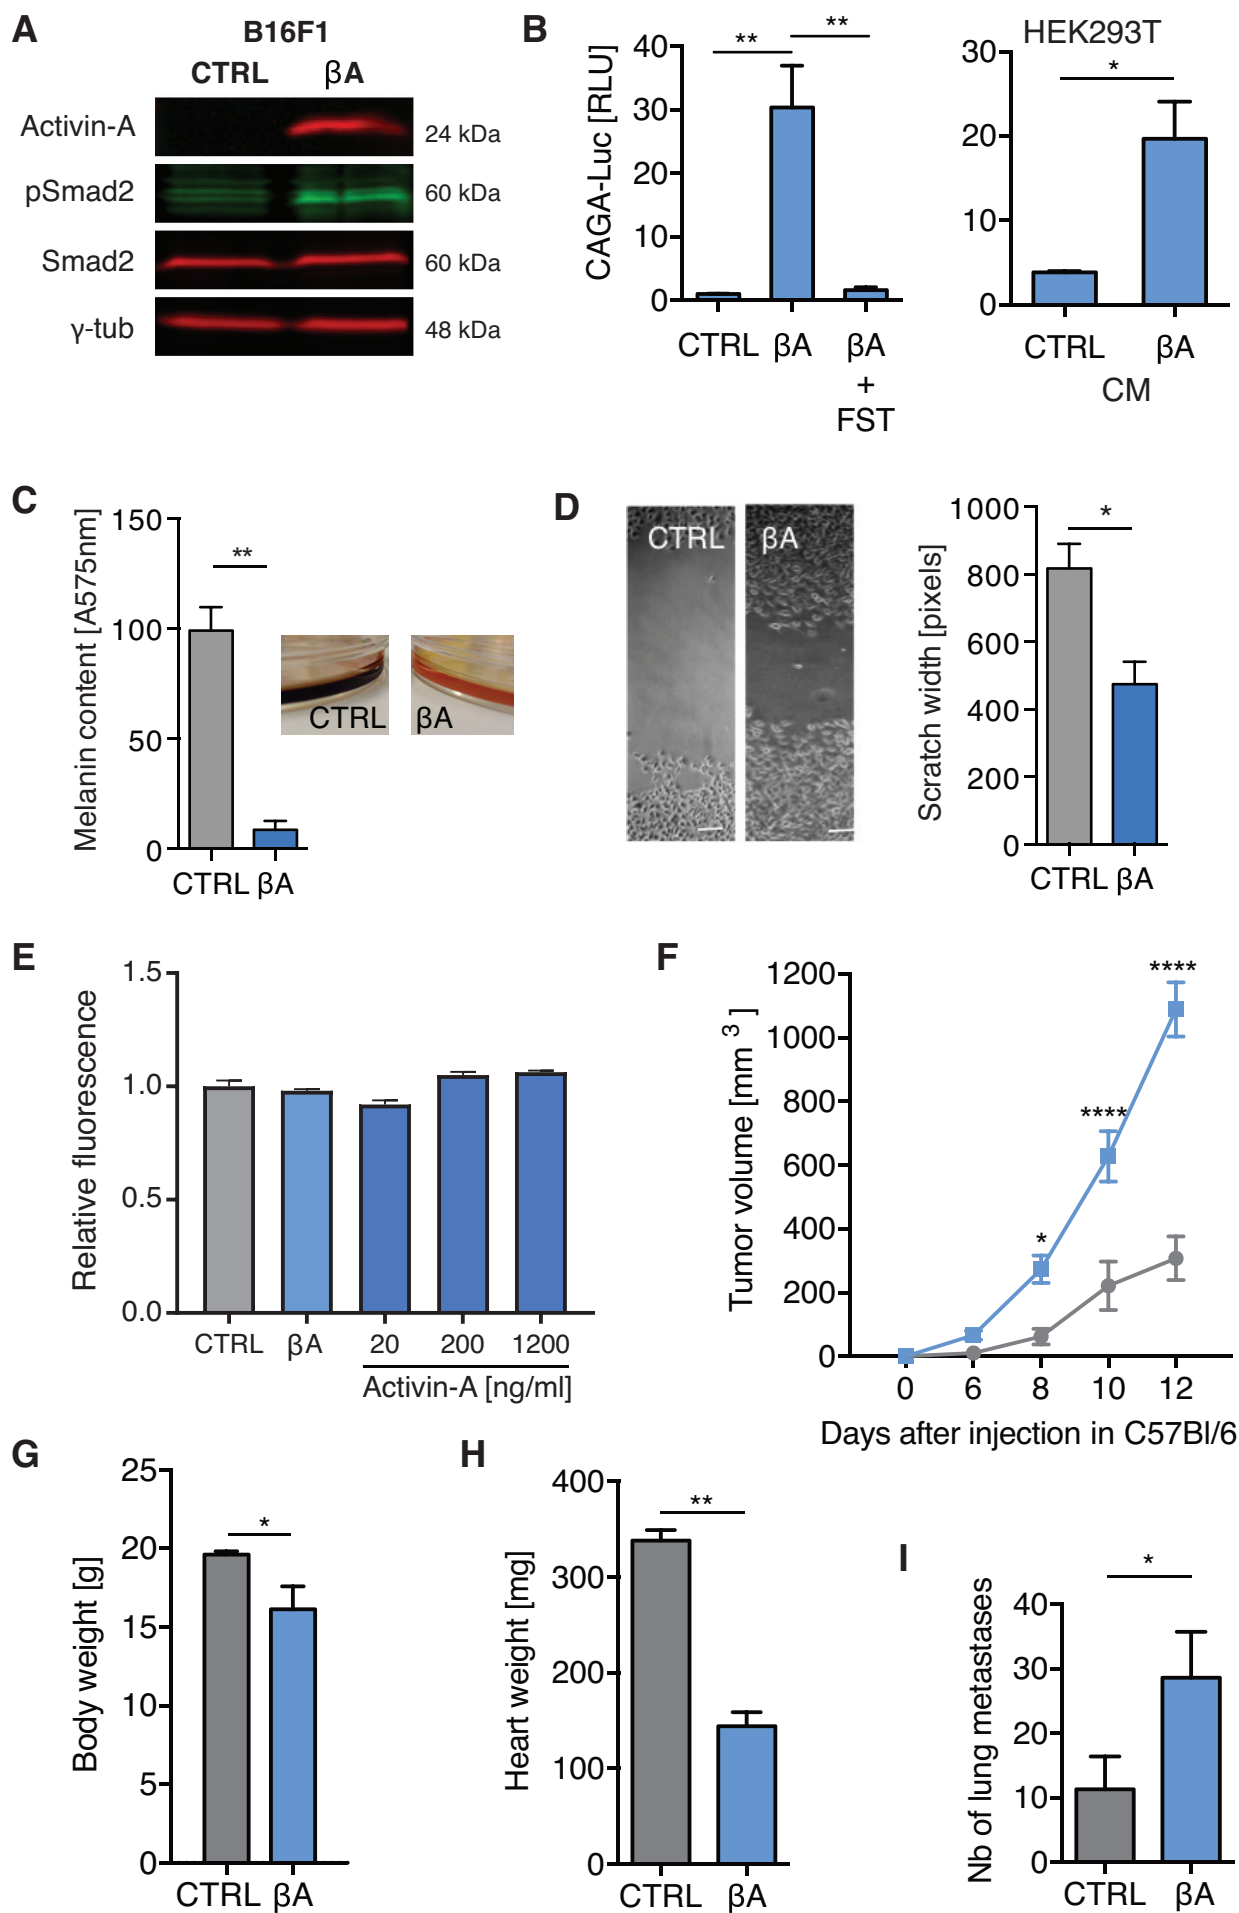 A
B16F1
CTRL βA
Activin-A 24 kDa
pSmad2 60 kDa
Smad2 60 kDa
γ-tub 48 kDa
B
CAGA-Luc [RLU]
40
30
20
10
0
**
**
CTRL βA βA
+
FST
HEK293T
30
20
10
0
*
CTRL βA
CM
C
Melanin content [A575nm]
150
100
50
0
**
CTRL βA
CTRL
βA
D
CTRL
βA
Scratch width [pixels]
1000
800
600
400
200
0
*
CTRL βA
E
Relative fluorescence
1.5
1.0
0.5
0.0
CTRL βA 20 200 1200
Activin-A [ng/ml]
F
Tumor volume [mm 3 ]
1200
1000
800
600
400
200
0
*
****
****
0 6 8 10 12
Days after injection in C57Bl/6
G
Body weight [g]
25
20
15
10
5
0
*
CTRL βA
H
Heart weight [mg]
400
300
200
100
0
**
CTRL βA
I
Nb of lung metastases
40
30
20
10
0
*
CTRL βA